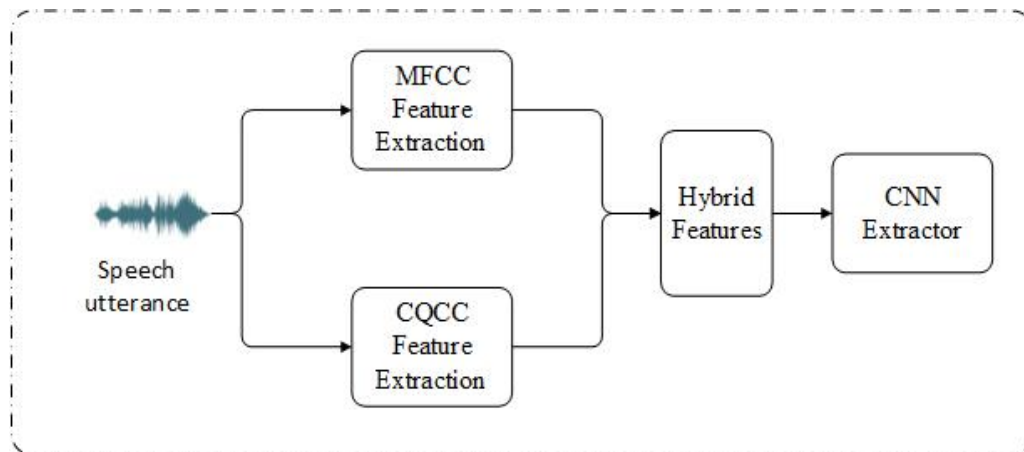 MFCC
Feature
Extraction
Speech
utterance
CQCC
Feature
Extraction
Hybrid
Features
CNN
Extractor